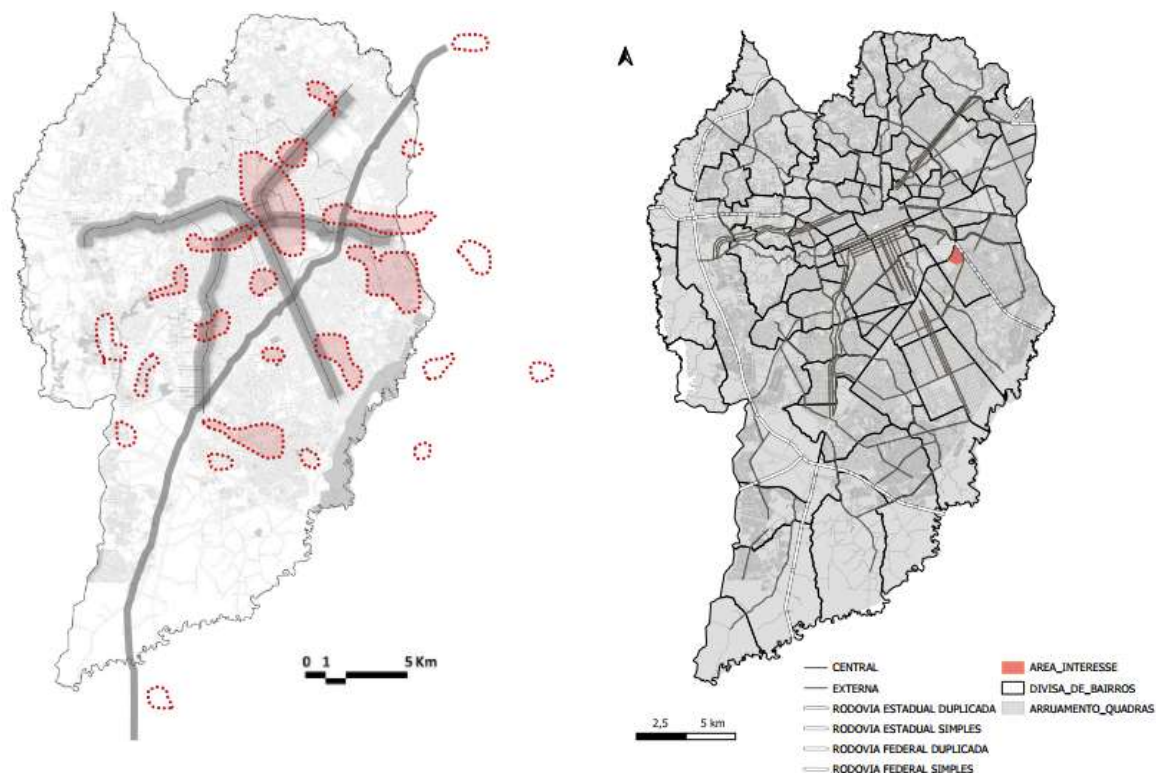 0 1 5 Km
2,5 5 km
CENTRAL
EXTERNA
RODOVIA ESTADUAL DUPLICADA
RODOVIA ESTADUAL SIMPLES
RODOVIA FEDERAL DUPLICADA
RODOVIA FEDERAL SIMPLES
AREA_INTERESSE
DIVISA_DE_BAIRROS
ARRUAMENTO_QUADRAS